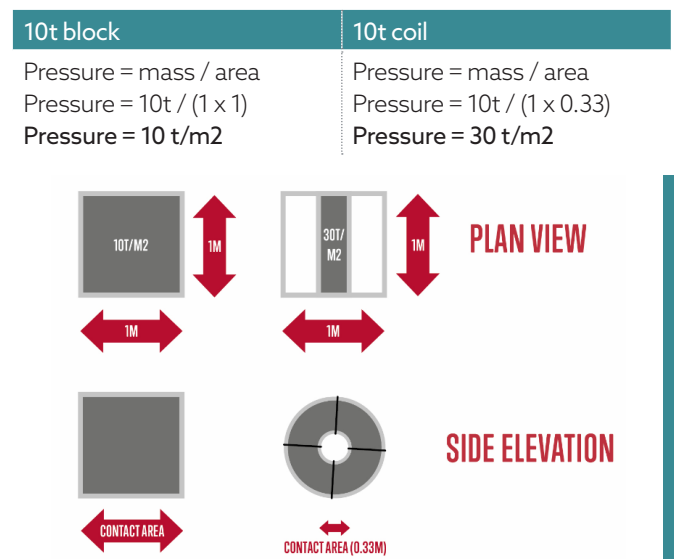 10t block
10t coil
Pressure = mass / area
Pressure = 10t / (1 x 1)
Pressure = 10 t/m2
Pressure = mass / area
Pressure = 10t / (1 x 0.33)
Pressure = 30 t/m2
10T/M2
1M
30T/
M2
1M
PLAN VIEW
1M
1M
SIDE ELEVATION
CONTACT AREA
CONTACT AREA (0.33M)